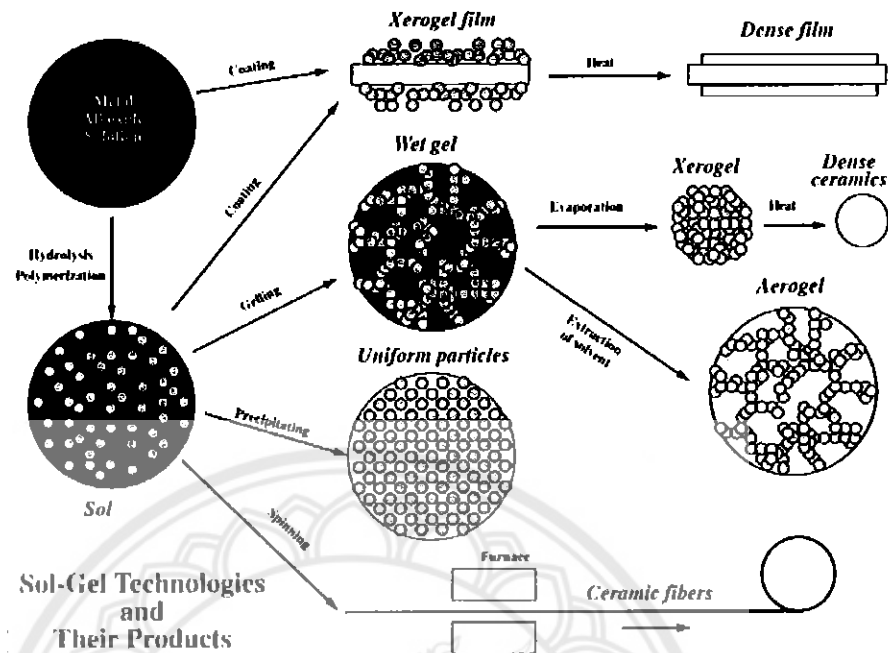 Xerogel film
Dense film
Coating
Heat
Metal
Alkoxide
Solution
Wet gel
Xerogel
Dense
ceramics
Coating
Evaporation
Heat
Hydrolysis
Polymerization
Gelling
Extraction
of solvent
Aerogel
Uniform particles
Precipitating
Sol
Spinning
Furnace
Ceramic fibers
Sol-Gel Technologies
and
Their Products